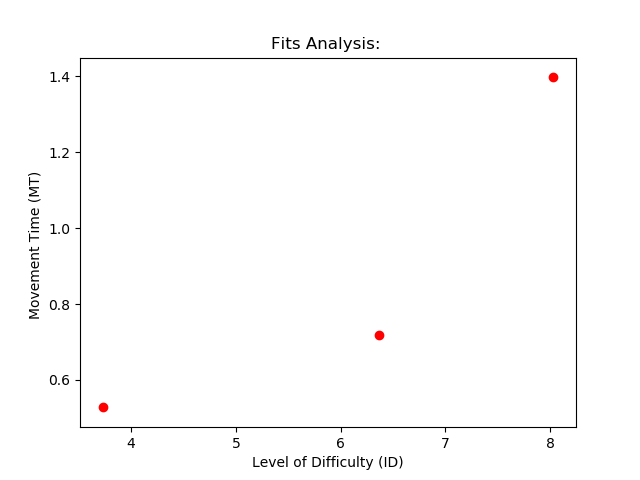 Fits Analysis:
1.4
1.2
1.0
0.8
0.6
Movement Time (MT)
4 5 6 7 8
Level of Difficulty (ID)